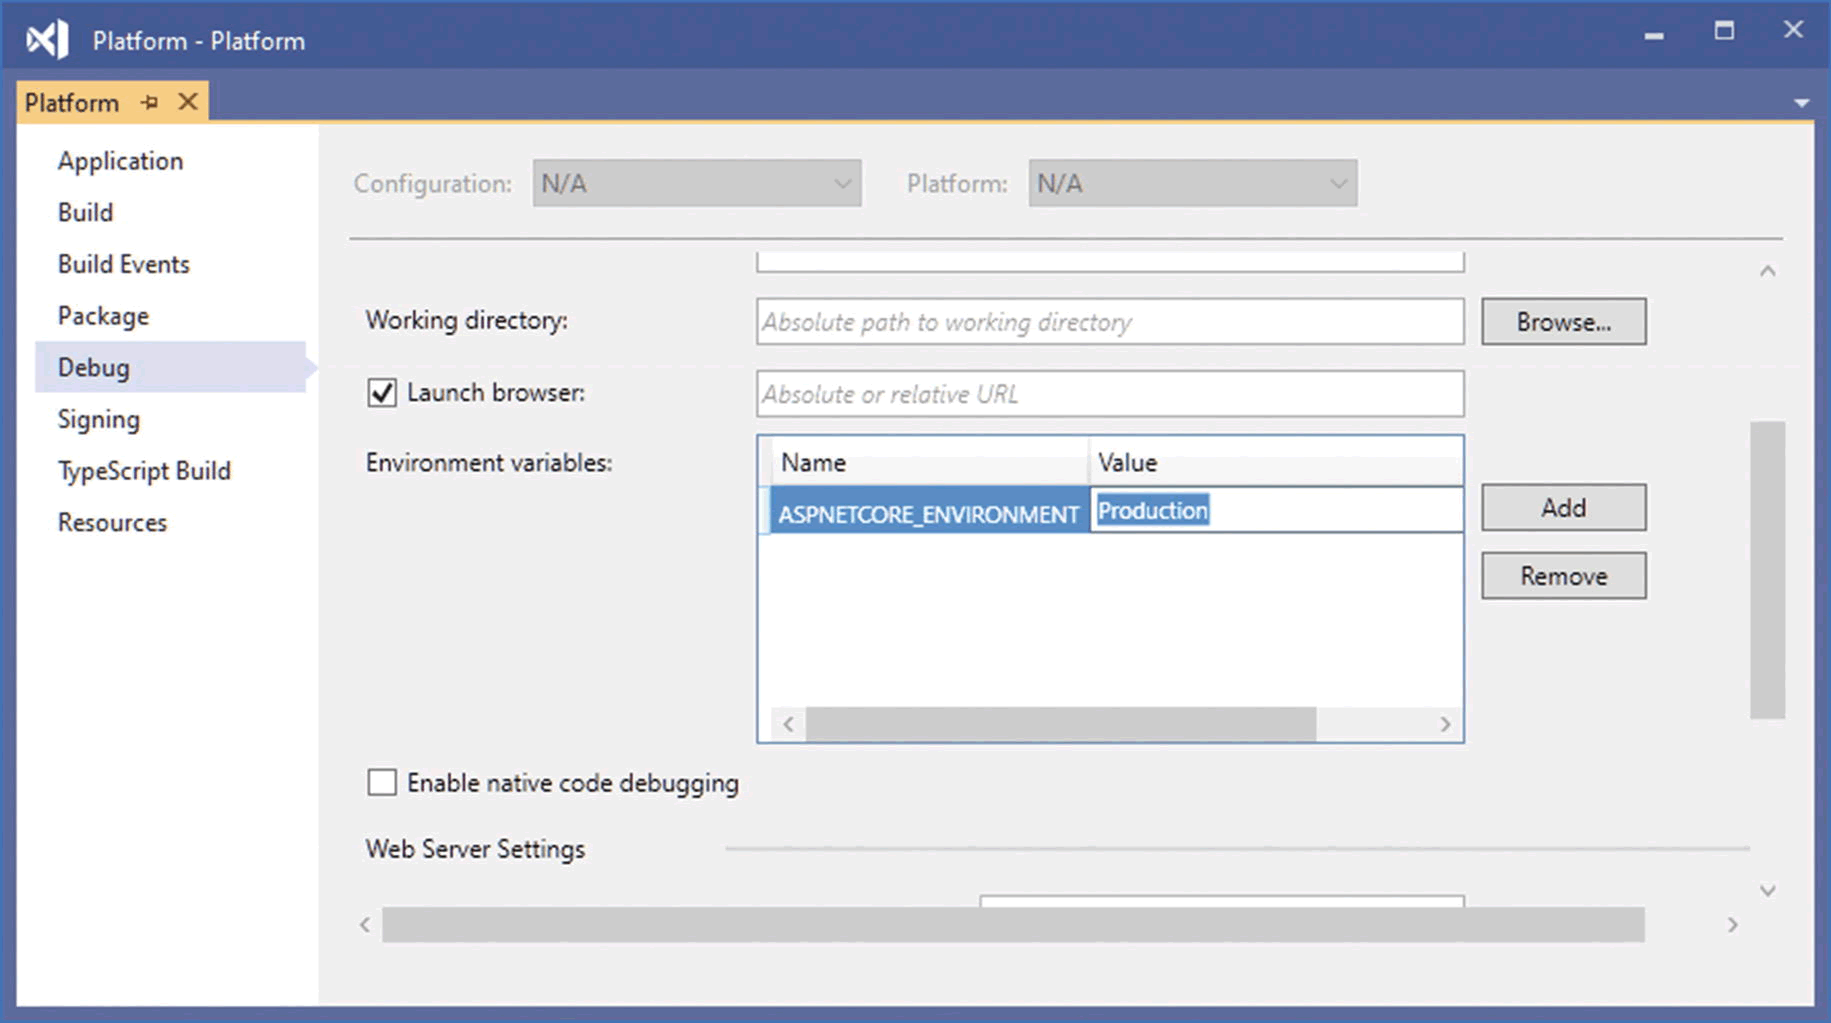 Platform - Platform
Platform
Application
Build
Build Events
Package
Debug
Signing
TypeScript Build
Resources
Configuration: N/A Platform: N/A
Working directory: Absolute path to working directory Browse...
Launch browser: Absolute or relative URL
Environment variables: Name Value
ASPNETCORE_ENVIRONMENT Production
Add
Remove
Enable native code debugging
Web Server Settings